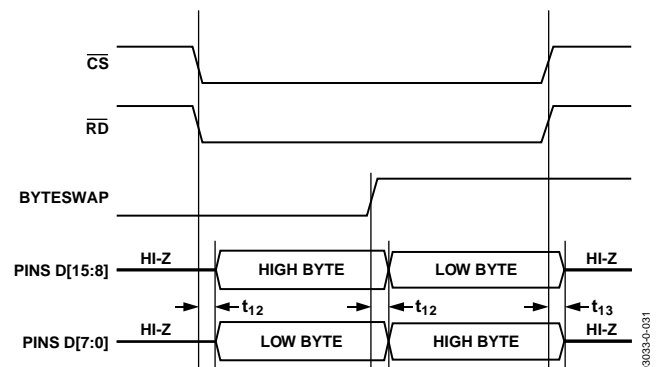 CS
RD
BYTESWAP
PINS D[15:8] HI-Z HIGH BYTE LOW BYTE HI-Z
t12 t12 t13
PINS D[7:0] HI-Z LOW BYTE HIGH BYTE HI-Z
3033-0-031